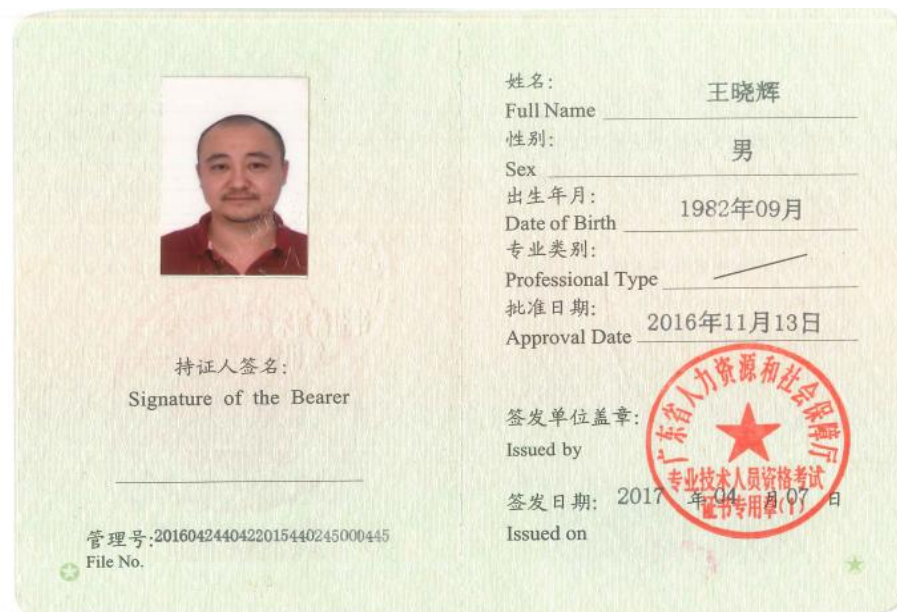 持证人签名:
Signature of the Bearer
管理号:2016042440422015440245000445
File No.
姓名: 王晓辉
Full Name
性别: 男
Sex
出生年月: 1982年09月
Date of Birth
专业类别:
Professional Type
批准日期: 2016年11月13日
Approval Date
签发单位盖章:
Issued by
广东省人力资源和社会保障厅
专业技术人员资格考试
证书专用章(1)
签发日期: 2017 年 04 月 07 日
Issued on